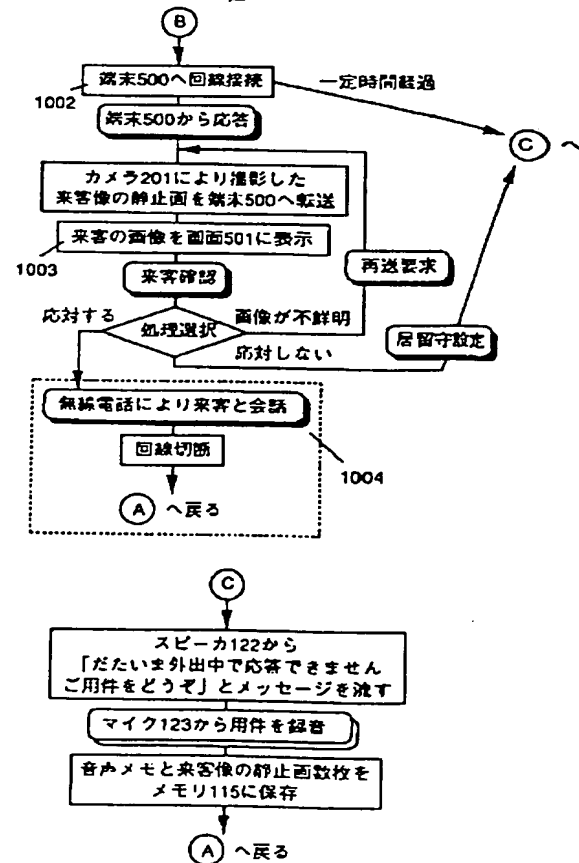 B
端末500へ回線接続
一定時間経過
1002
端末500から応答
C へ
カメラ201により撮影した
来客像の静止画を端末500へ転送
来客の画像を画面501に表示
1003
来客確認
再送要求
応対する
処理選択
画像が不鮮明
応対しない
居留守設定
無線電話により来客と会話
回線切断
1004
A へ戻る
C
スピーカ122から
「だたいま外出中で応答できません
ご用件をどうぞ」とメッセージを流す
マイク123から用件を録音
音声メモと来客像の静止画数枚を
メモリ115に保存
A へ戻る